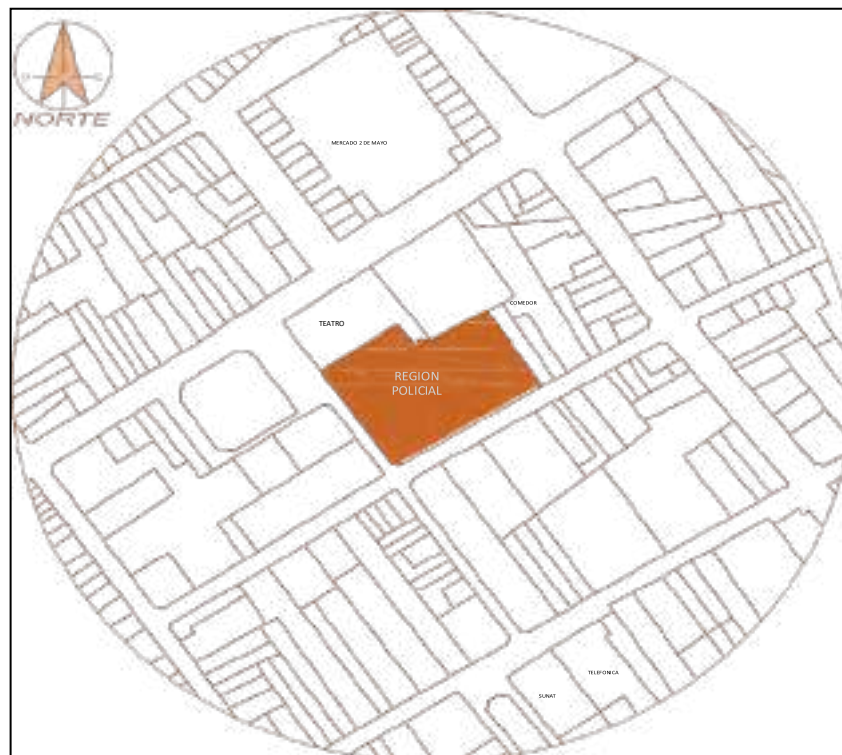 NORTE
MERCADO 2 DE MAYO
COMEDOR
TEATRO
REGION
POLICIAL
TELEFONICA
SUNAT